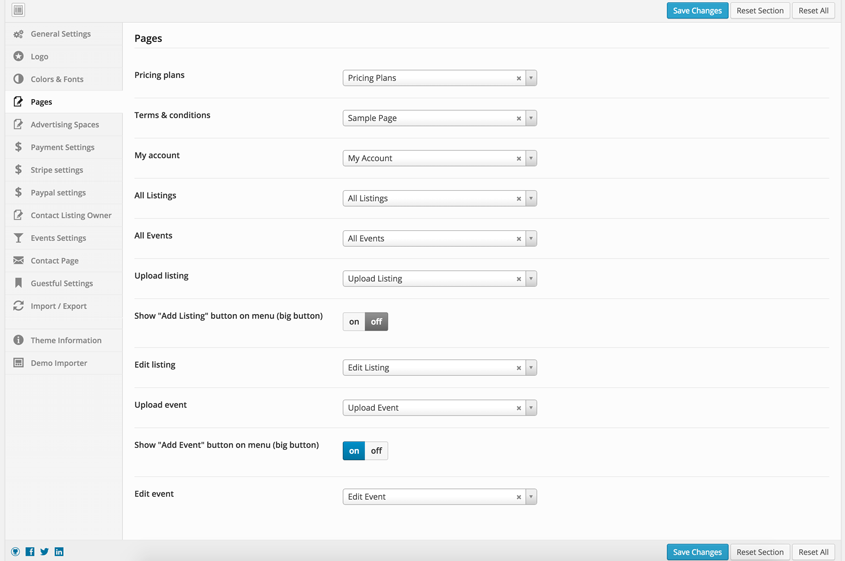 Save Changes Reset Section Reset All
General Settings
Logo
Colors & Fonts
Pages
Advertising Spaces
Payment Settings
Stripe settings
Paypal settings
Contact Listing Owner
Events Settings
Contact Page
Guestful Settings
Import / Export
Theme Information
Demo Importer
Pages
Pricing plans Pricing Plans
Terms & conditions Sample Page
My account My Account
All Listings All Listings
All Events All Events
Upload listing Upload Listing
Show "Add Listing" button on menu (big button) on off
Edit listing Edit Listing
Upload event Upload Event
Show "Add Event" button on menu (big button) on off
Edit event Edit Event
Save Changes Reset Section Reset All